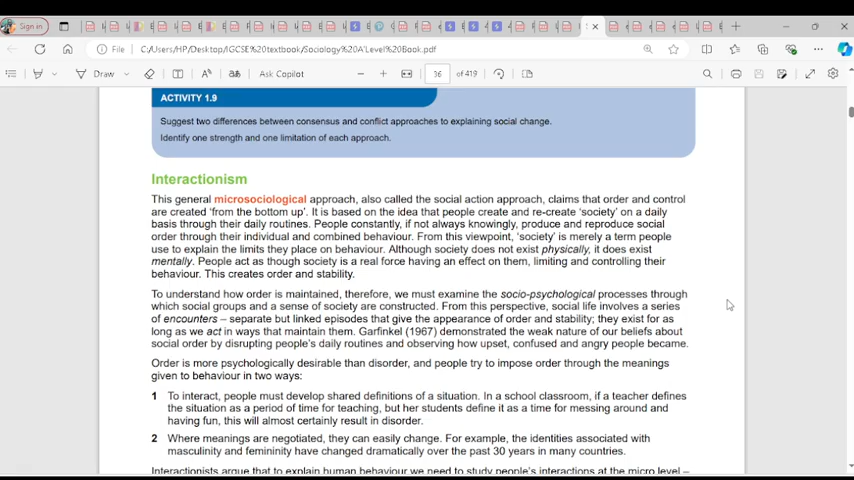 Sign in
File
C:/Users/HP/Desktop/IGCSE%20textbook/Sociology%20A'Level%20Book.pdf
Draw
Ask Copilot
36 of 419
ACTIVITY 1.9
Suggest two differences between consensus and conflict approaches to explaining social change.
Identify one strength and one limitation of each approach.
Interactionism
This general microsociological approach, also called the social action approach, claims that order and control
are created 'from the bottom up'. It is based on the idea that people create and re-create 'society' on a daily
basis through their daily routines. People constantly, if not always knowingly, produce and reproduce social
order through their individual and combined behaviour. From this viewpoint, 'society' is merely a term people
use to explain the limits they place on behaviour. Although society does not exist physically, it does exist
mentally. People act as though society is a real force having an effect on them, limiting and controlling their
behaviour. This creates order and stability.
To understand how order is maintained, therefore, we must examine the socio-psychological processes through
which social groups and a sense of society are constructed. From this perspective, social life involves a series
of encounters – separate but linked episodes that give the appearance of order and stability; they exist for as
long as we act in ways that maintain them. Garfinkel (1967) demonstrated the weak nature of our beliefs about
social order by disrupting people's daily routines and observing how upset, confused and angry people became.
Order is more psychologically desirable than disorder, and people try to impose order through the meanings
given to behaviour in two ways:
1 To interact, people must develop shared definitions of a situation. In a school classroom, if a teacher defines
the situation as a period of time for teaching, but her students define it as a time for messing around and
having fun, this will almost certainly result in disorder.
2 Where meanings are negotiated, they can easily change. For example, the identities associated with
masculinity and femininity have changed dramatically over the past 30 years in many countries.
Interactionists argue that to explain human behaviour we need to study people's interactions at the micro level –